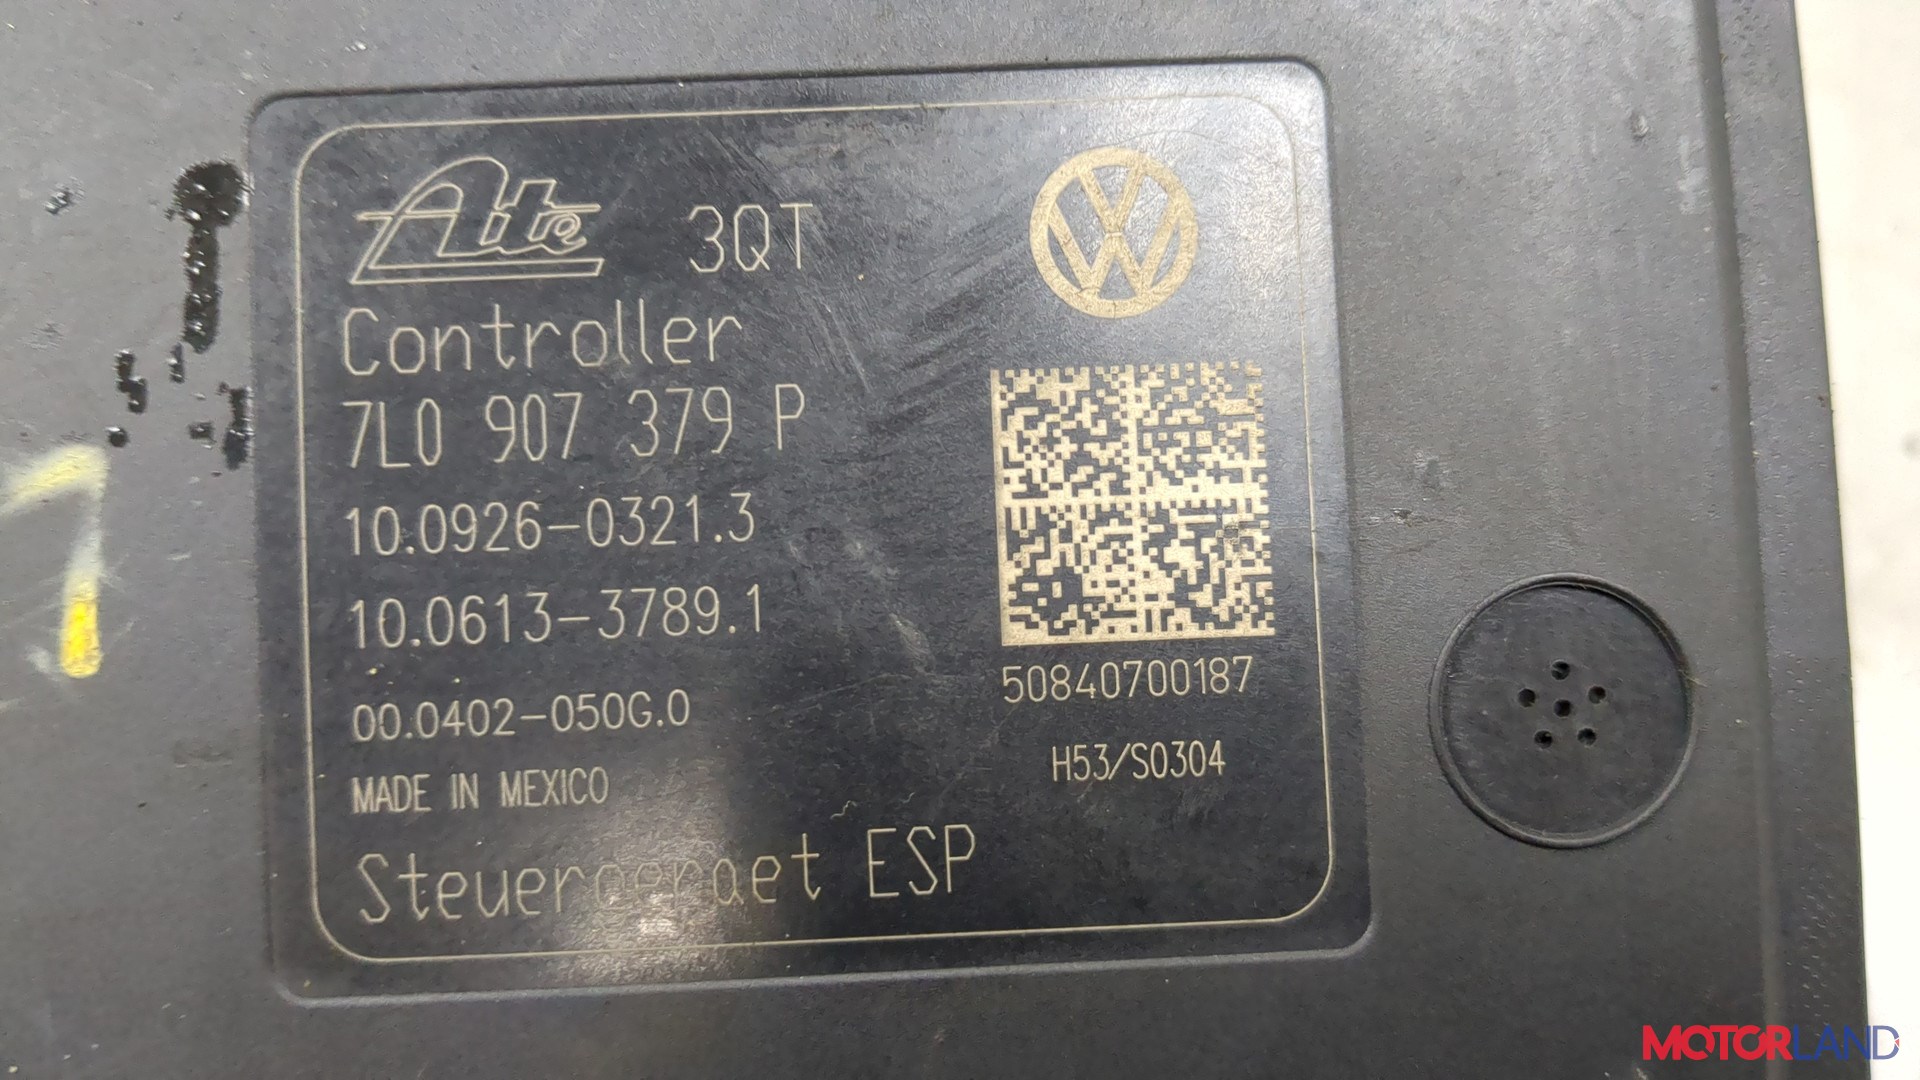 Ate 3QT
Controller
7L0 907 379 P
10.0926-0321.3
10.0613-3789.1
00.0402-050G.0
MADE IN MEXICO
Steuergeraet ESP
50840700187
H53/S0304
MOTORLAND